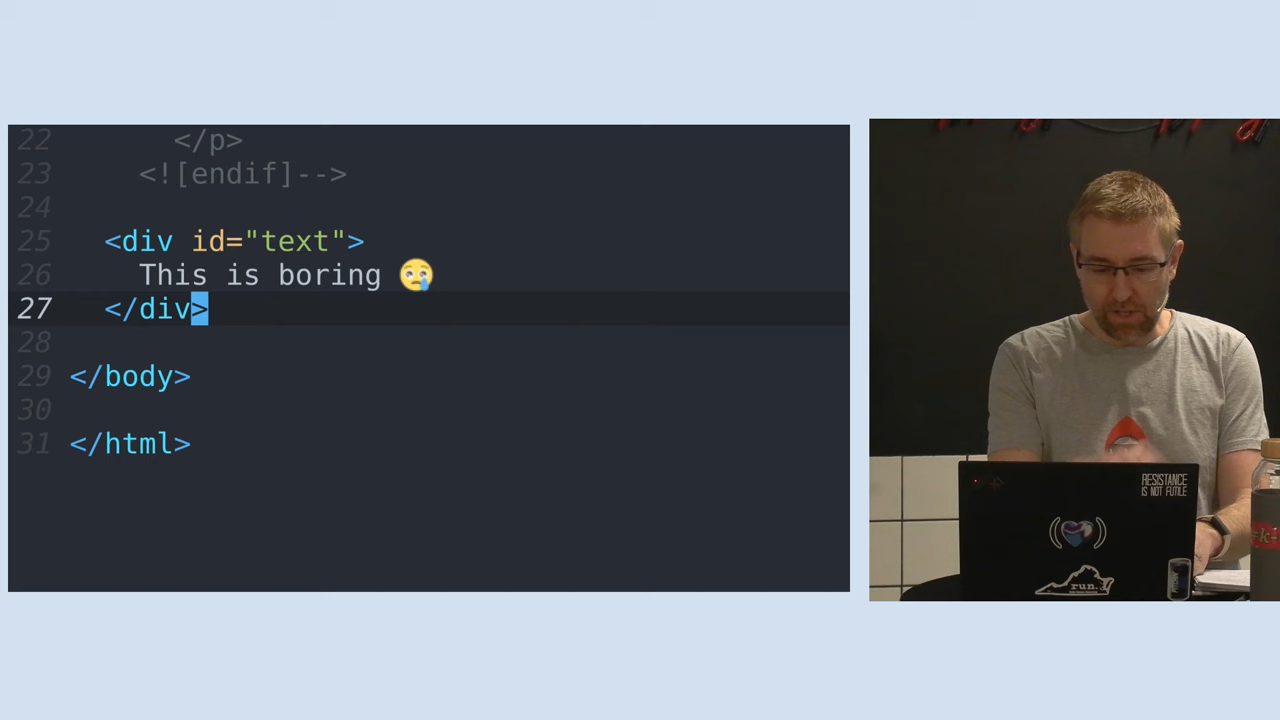 22 </p>
23 <![endif]-->
24
25 <div id="text">
26 This is boring 😢
27 </div>
28
29 </body>
30
31 </html>
RESISTANCE
IS NOT FUTILE
run.
=k=